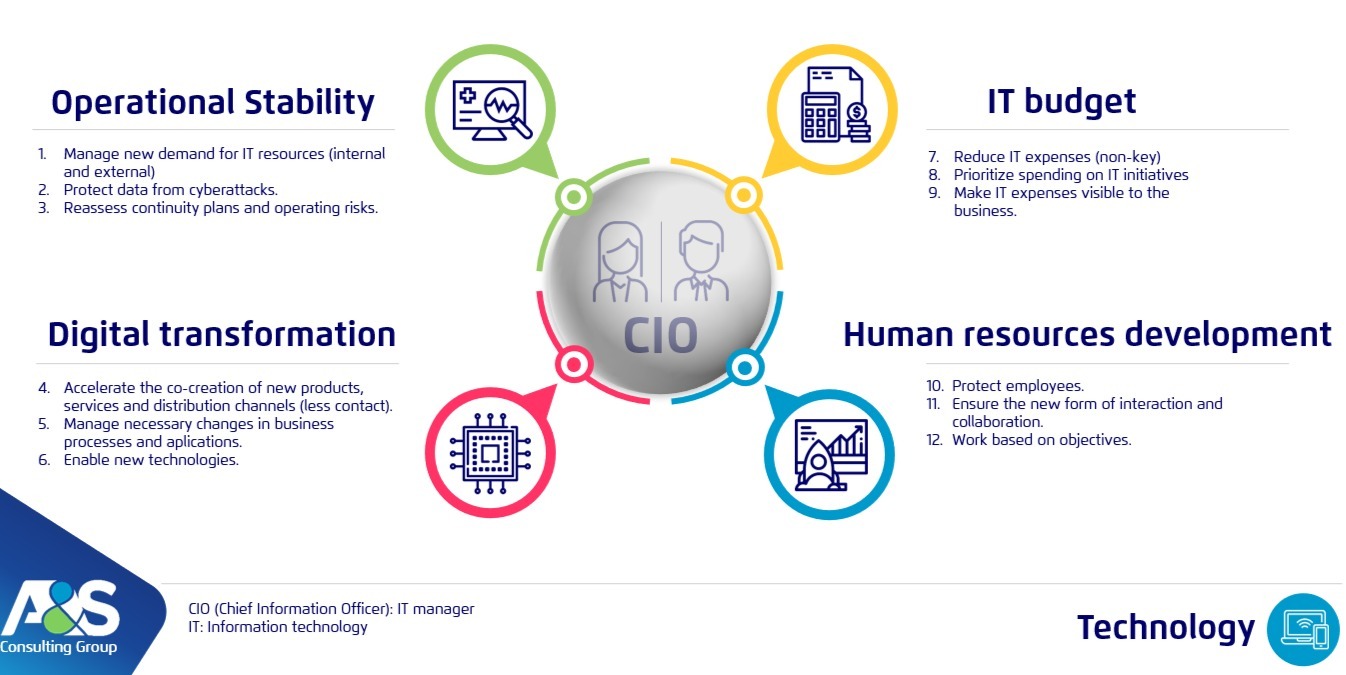 Operational Stability
1. Manage new demand for IT resources (internal
and external)
2. Protect data from cyberattacks.
3. Reassess continuity plans and operating risks.
IT budget
7. Reduce IT expenses (non-key)
8. Prioritize spending on IT initiatives
9. Make IT expenses visible to the
business.
CIO
Digital transformation
4. Accelerate the co-creation of new products,
services and distribution channels (less contact).
5. Manage necessary changes in business
processes and aplications.
6. Enable new technologies.
Human resources development
10. Protect employees.
11. Ensure the new form of interaction and
collaboration.
12. Work based on objectives.
A&S
Consulting Group
CIO (Chief Information Officer): IT manager
IT: Information technology
Technology